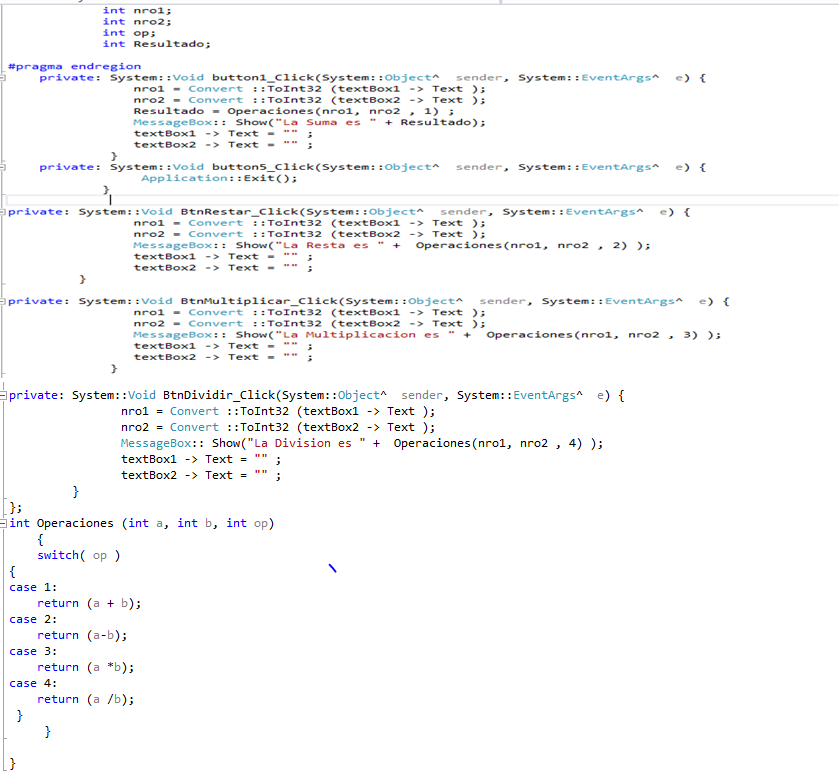 int nro1;
int nro2;
int op;
int Resultado;
#pragma endregion
private: System::Void button1_Click(System::Object^  sender, System::EventArgs^  e) {
nro1 = Convert ::ToInt32 (textBox1 -> Text );
nro2 = Convert ::ToInt32 (textBox2 -> Text );
Resultado = Operaciones(nro1, nro2 , 1) ;
MessageBox:: Show("La Suma es " + Resultado);
textBox1 -> Text = "" ;
textBox2 -> Text = "" ;
}
private: System::Void button5_Click(System::Object^  sender, System::EventArgs^  e) {
Application::Exit();
}
private: System::Void BtnRestar_Click(System::Object^  sender, System::EventArgs^  e) {
nro1 = Convert ::ToInt32 (textBox1 -> Text );
nro2 = Convert ::ToInt32 (textBox2 -> Text );
MessageBox:: Show("La Resta es " +  Operaciones(nro1, nro2 , 2) );
textBox1 -> Text = "" ;
textBox2 -> Text = "" ;
}
private: System::Void BtnMultiplicar_Click(System::Object^  sender, System::EventArgs^  e) {
nro1 = Convert ::ToInt32 (textBox1 -> Text );
nro2 = Convert ::ToInt32 (textBox2 -> Text );
MessageBox:: Show("La Multiplicacion es " +  Operaciones(nro1, nro2 , 3) );
textBox1 -> Text = "" ;
textBox2 -> Text = "" ;
}
private: System::Void BtnDividir_Click(System::Object^  sender, System::EventArgs^  e) {
nro1 = Convert ::ToInt32 (textBox1 -> Text );
nro2 = Convert ::ToInt32 (textBox2 -> Text );
MessageBox:: Show("La Division es " +  Operaciones(nro1, nro2 , 4) );
textBox1 -> Text = "" ;
textBox2 -> Text = "" ;
}
};
int Operaciones (int a, int b, int op)
{
switch( op )
{
case 1:
return (a + b);
case 2:
return (a-b);
case 3:
return (a *b);
case 4:
return (a /b);
}
}
}